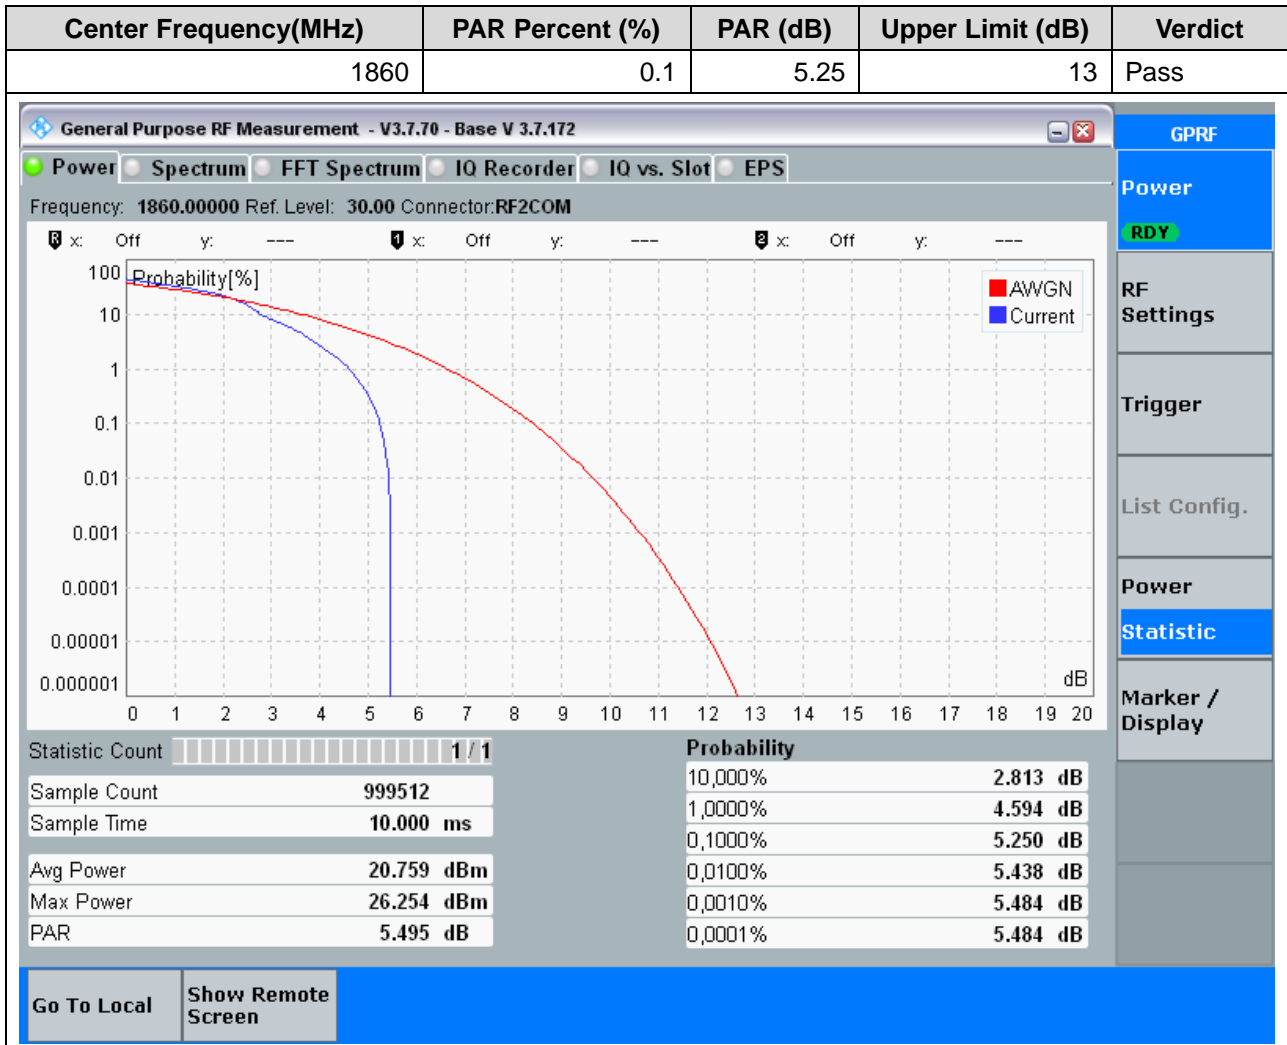 Center Frequency(MHz) PAR Percent (%) PAR (dB) Upper Limit (dB) Verdict
1860 0.1 5.25 13 Pass
General Purpose RF Measurement - V3.7.70 - Base V 3.7.172
GPRF
Power Spectrum FFT Spectrum IQ Recorder IQ vs. Slot EPS
Power
RDY
Frequency: 1860.00000 Ref. Level: 30.00 Connector:RF2COM
R x: Off y: --- 1 x: Off y: --- 2 x: Off y: ---
Probability[%]
AWGN
Current
100
10
1
0.1
0.01
0.001
0.0001
0.00001
0.000001
dB
0 1 2 3 4 5 6 7 8 9 10 11 12 13 14 15 16 17 18 19 20
RF
Settings
Trigger
List Config.
Power
Statistic
Marker /
Display
Statistic Count 1 / 1
Sample Count 999512
Sample Time 10.000 ms
Avg Power 20.759 dBm
Max Power 26.254 dBm
PAR 5.495 dB
Probability
10,000% 2.813 dB
1,0000% 4.594 dB
0,1000% 5.250 dB
0,0100% 5.438 dB
0,0010% 5.484 dB
0,0001% 5.484 dB
Go To Local
Show Remote
Screen